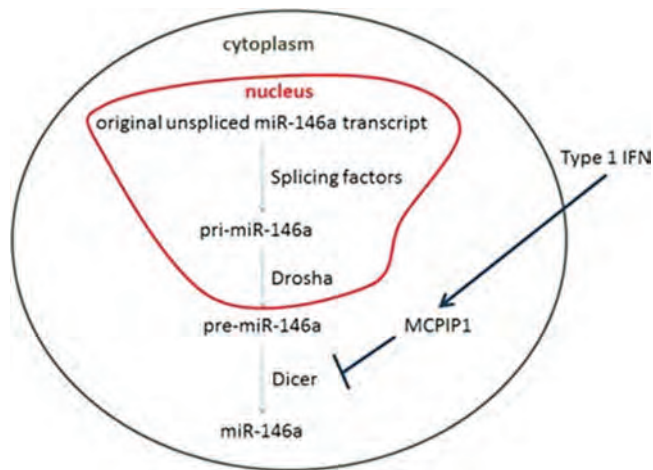 cytoplasm
nucleus
original unspliced miR-146a transcript
Type 1 IFN
Splicing factors
pri-miR-146a
Drosha
pre-miR-146a
MCPIP1
Dicer
miR-146a